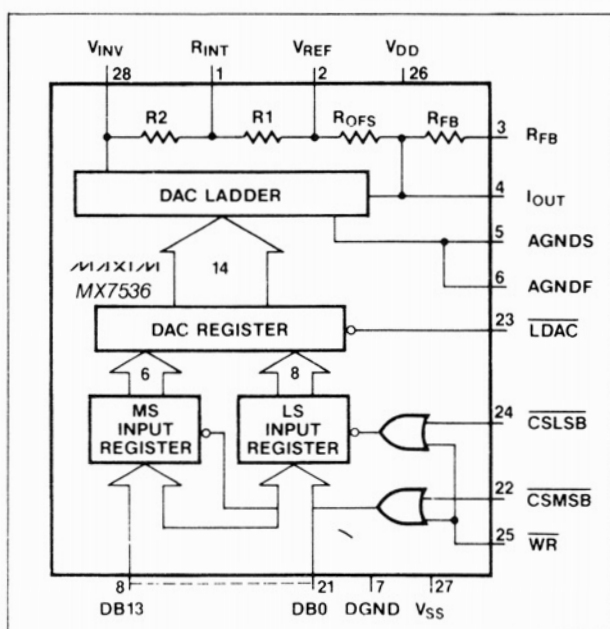 VINV RINT VREF VDD
28 1 2 26
R2 R1 ROFS RFB
3 RFB
DAC LADDER
4 IOUT
5 AGNDS
MAXIM
MX7536
14
6 AGNDF
DAC REGISTER
23 LDAC
6 8
MS INPUT REGISTER
LS INPUT REGISTER
24 CSLSB
22 CSMSB
25 WR
8 21 7 27
DB13 DB0 DGND VSS